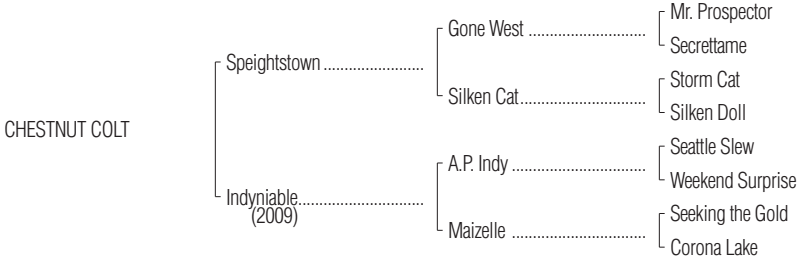 Mr. Prospector
Gone West ..............................
Secrettame
Speightstown .........................
Storm Cat
Silken Cat................................
Silken Doll
CHESTNUT COLT
Seattle Slew
A.P. Indy ..................................
Weekend Surprise
Indyniable...............................
(2009)
Seeking the Gold
Maizelle ..................................
Corona Lake